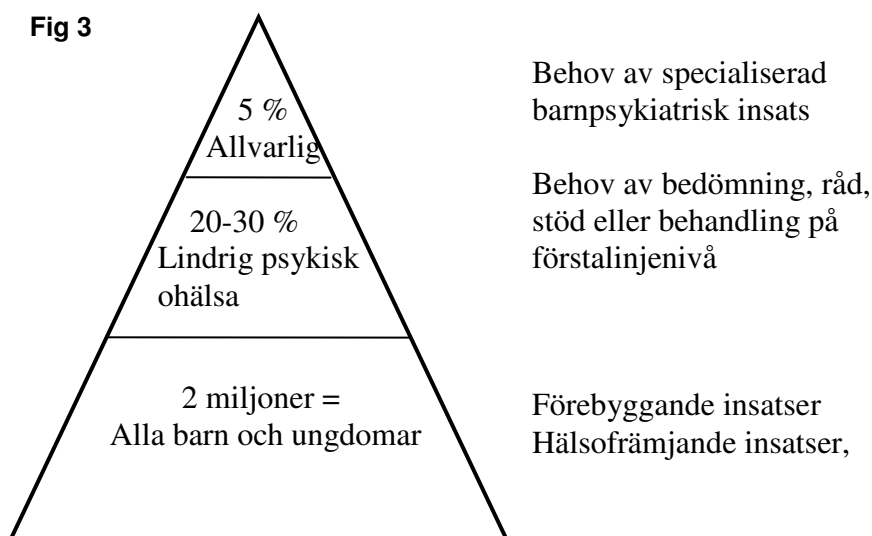 Fig 3
5 %
Allvarlig
Behov av specialiserad
barnpsykiatrisk insats
20-30 %
Lindrig psykisk
ohälsa
Behov av bedömning, råd,
stöd eller behandling på
förstalinjenivå
2 miljoner =
Alla barn och ungdomar
Förebyggande insatser
Hälsofrämjande insatser,